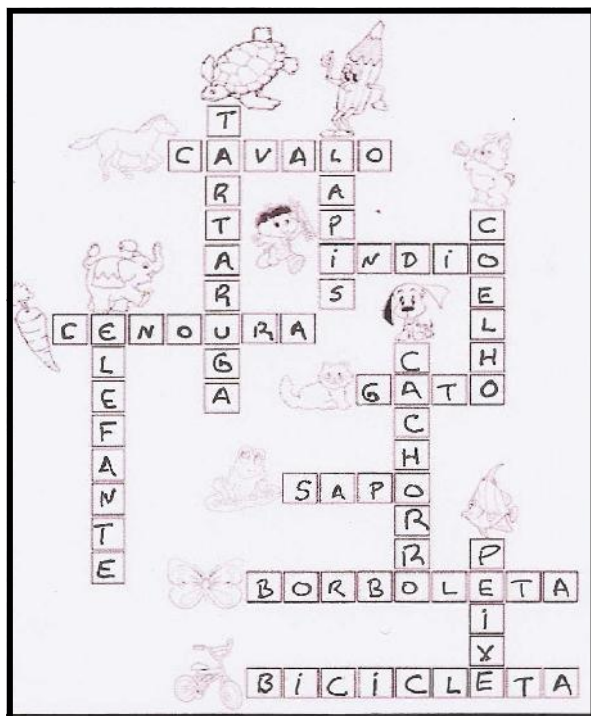 TARTARUGA
LAPIS
CAVALO
COELHO
INDIO
CENOURA
ELEFANTE
CACHORRO
GATO
SAPO
PEIXE
BORBOLETA
BICICLETA